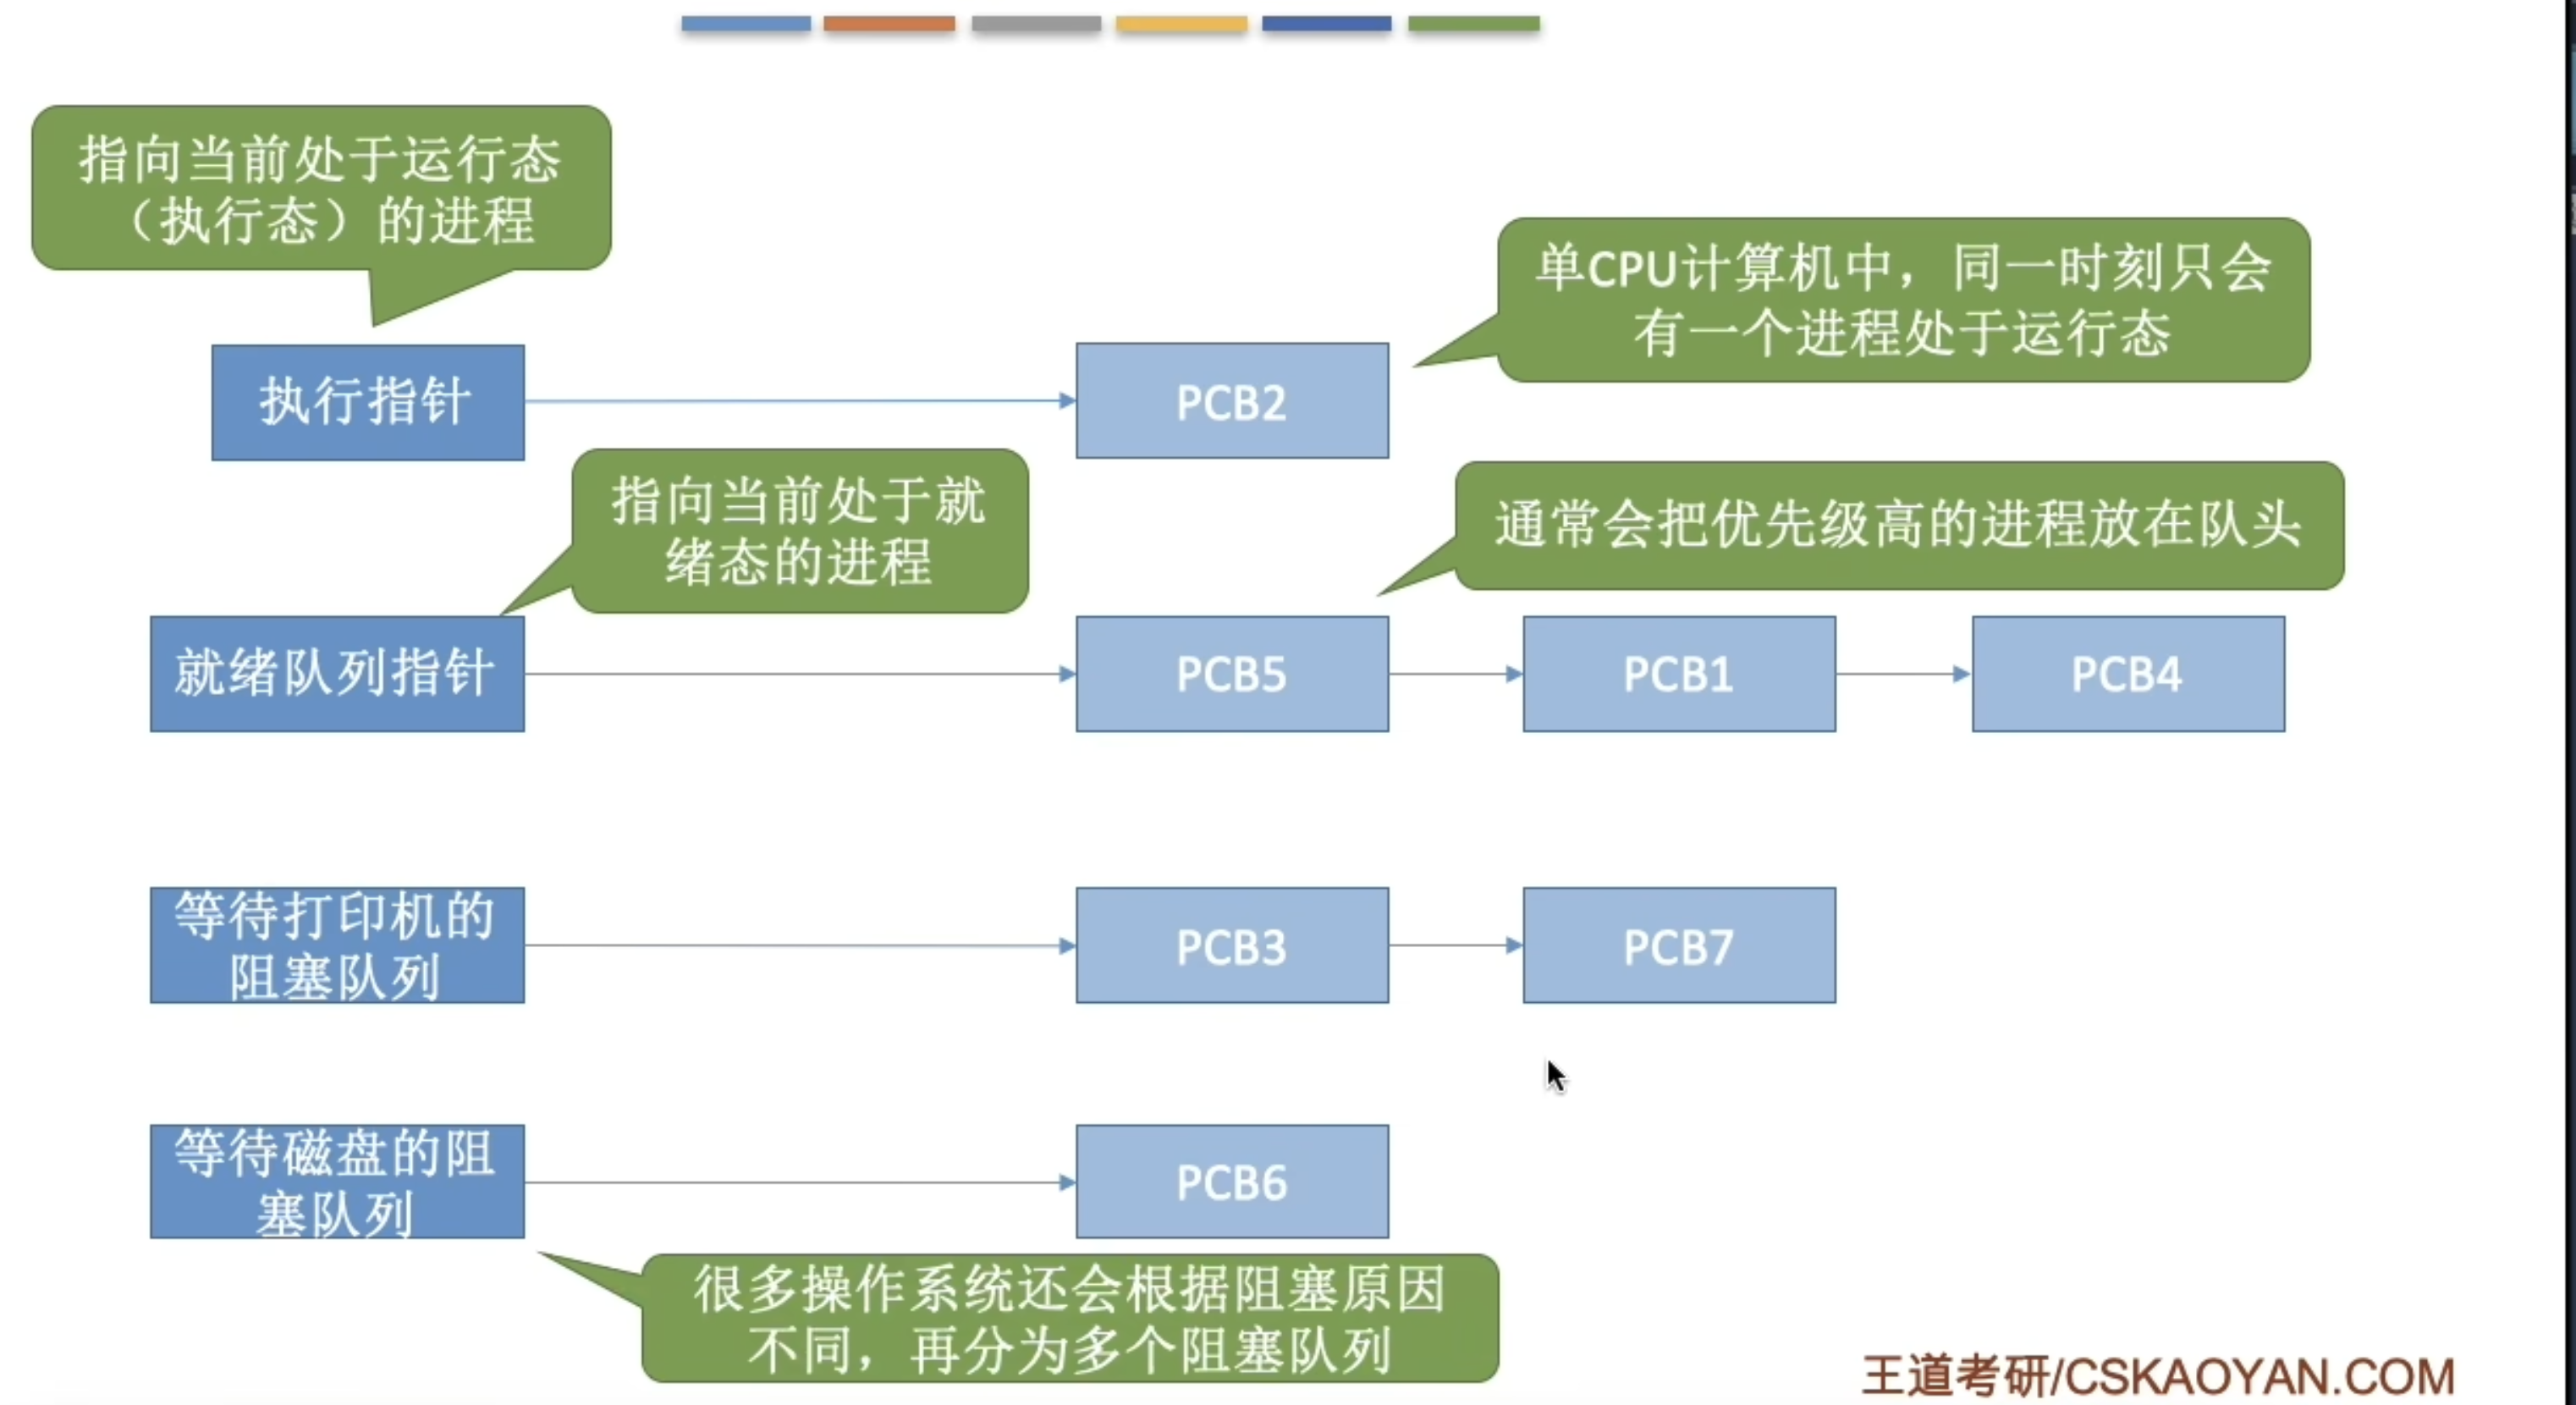 指向当前处于运行态
（执行态）的进程
单CPU计算机中，同一时刻只会
有一个进程处于运行态
执行指针
PCB2
指向当前处于就
绪态的进程
通常会把优先级高的进程放在队头
就绪队列指针
PCB5
PCB1
PCB4
等待打印机的
阻塞队列
PCB3
PCB7
等待磁盘的阻
塞队列
PCB6
很多操作系统还会根据阻塞原因
不同，再分为多个阻塞队列
王道考研/CSKAOYAN.COM